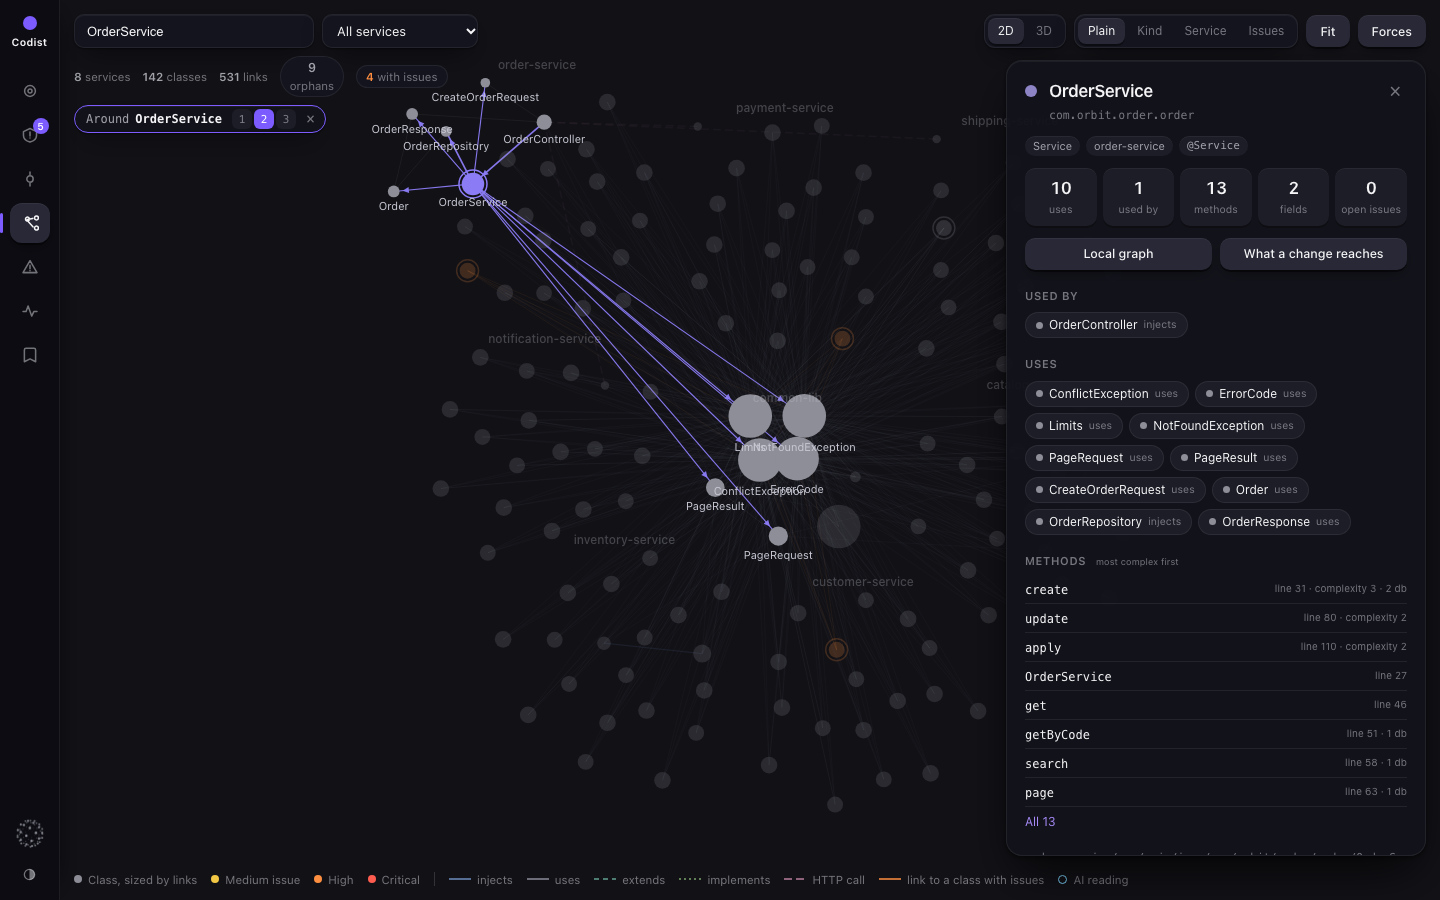 Codist
5
OrderService
All services
8 services 142 classes 531 links 9 orphans 4 with issues
Around OrderService 1 2 3 ×
2D 3D
Plain Kind Service Issues
Fit
Forces
order-service
payment-service
shipping
notification-service
inventory-service
customer-service
CreateOrderRequest
OrderResponse
OrderRepository
OrderController
Order
OrderService
NotFoundException
ConflictException
ErrorCode
PageResult
PageRequest
OrderService ×
com.orbit.order.order
Service order-service @Service
10 uses
1 used by
13 methods
2 fields
0 open issues
Local graph
What a change reaches
USED BY
OrderController injects
USES
ConflictException uses ErrorCode uses
Limits uses NotFoundException uses
PageRequest uses PageResult uses
CreateOrderRequest uses Order uses
OrderRepository injects OrderResponse uses
METHODS most complex first
create line 31 · complexity 3 · 2 db
update line 80 · complexity 2
apply line 110 · complexity 2
OrderService line 27
get line 46
getByCode line 51 · 1 db
search line 58 · 1 db
page line 63 · 1 db
All 13
Class, sized by links Medium issue High Critical injects uses extends implements HTTP call link to a class with issues AI reading